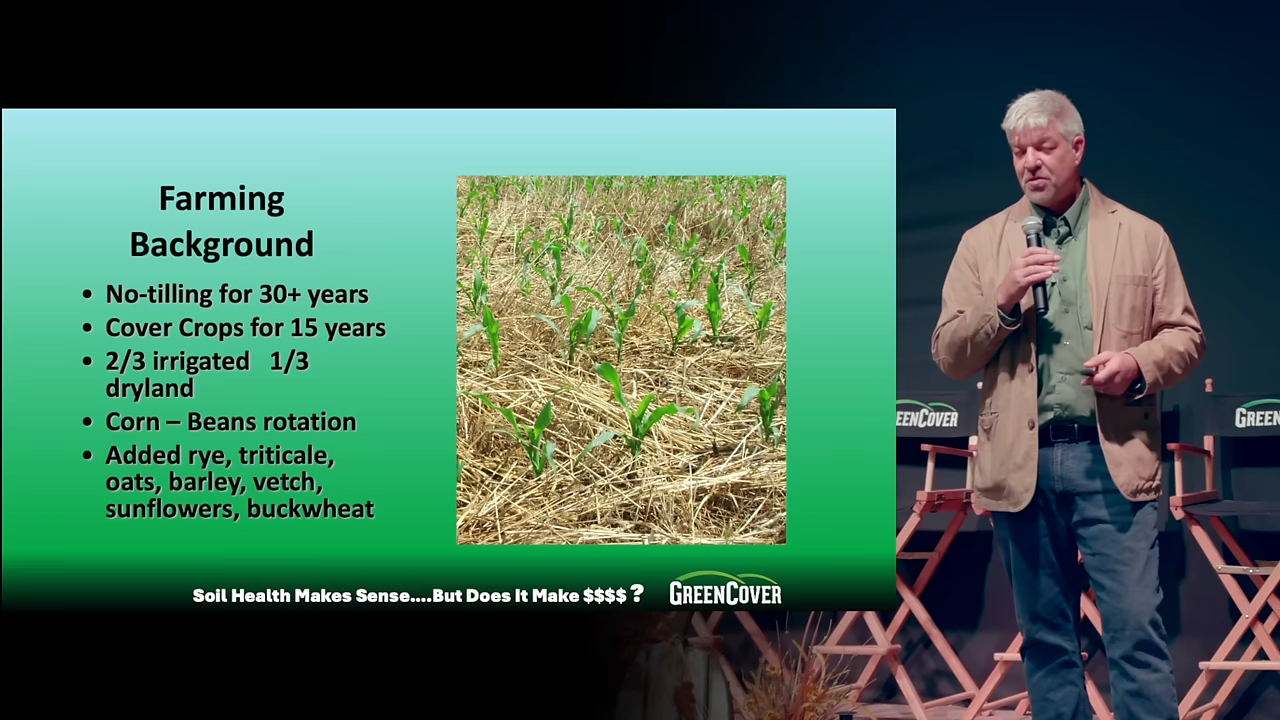 Farming
Background
• No-tilling for 30+ years
• Cover Crops for 15 years
• 2/3 irrigated 1/3
dryland
• Corn – Beans rotation
• Added rye, triticale,
oats, barley, vetch,
sunflowers, buckwheat
Soil Health Makes Sense....But Does It Make $$$$ ?
GREENCOVER
EENCOVER
GREENC